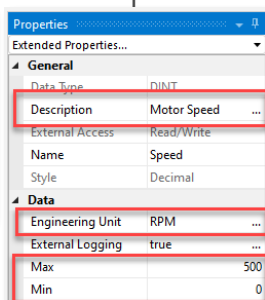 Properties
Extended Properties...
General
Data Type DINT
Description Motor Speed ...
External Access Read/Write
Name Speed
Style Decimal
Data
Engineering Unit RPM ...
External Logging true ...
Max 500
Min 0